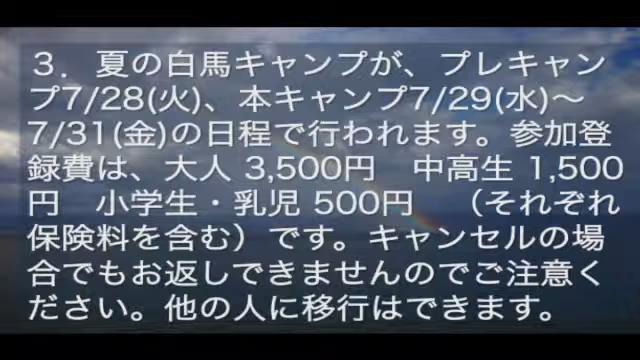 ３．夏の白馬キャンプが、プレキャン
プ7/28(火)、本キャンプ7/29(水)〜
7/31(金)の日程で行われます。参加登
録費は、大人 3,500円　中高生 1,500
円　小学生・乳児 500円　（それぞれ
保険料を含む）です。キャンセルの場
合でもお返しできませんのでご注意く
ださい。他の人に移行はできます。